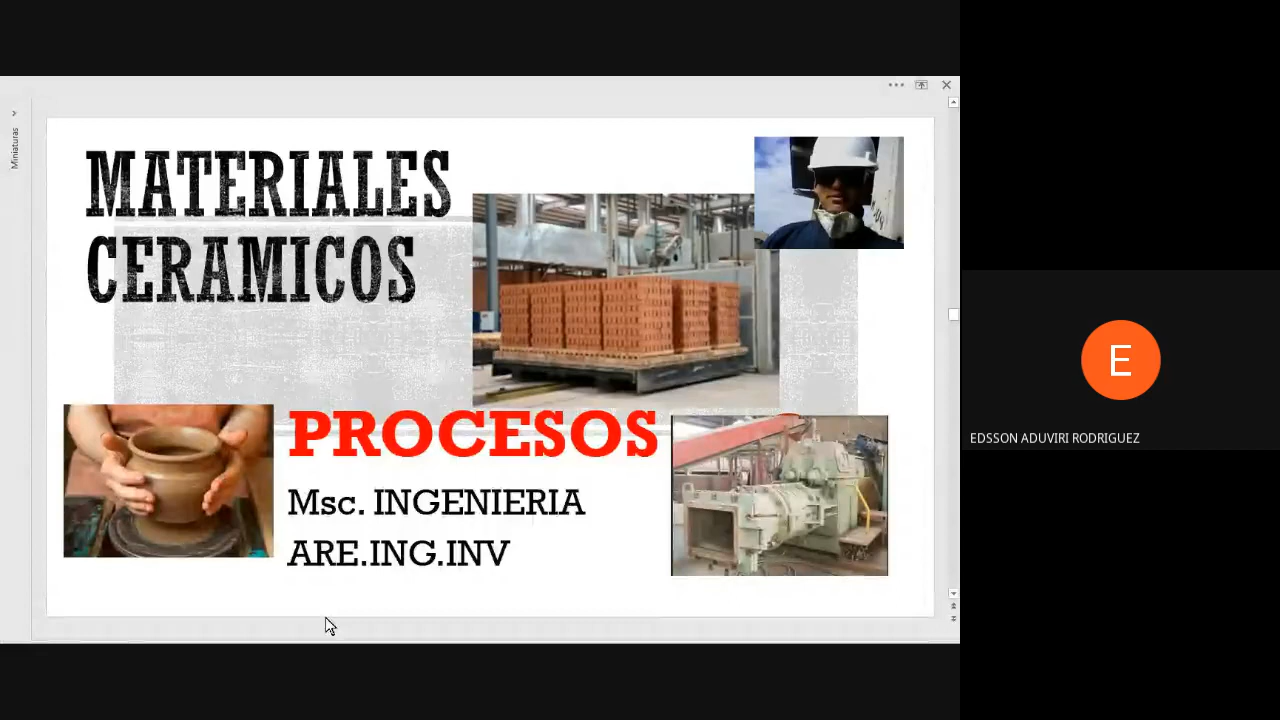 Miniaturas
MATERIALES
CERAMICOS
PROCESOS
Msc. INGENIERIA
ARE.ING.INV
E
EDSSON ADUVIRI RODRIGUEZ